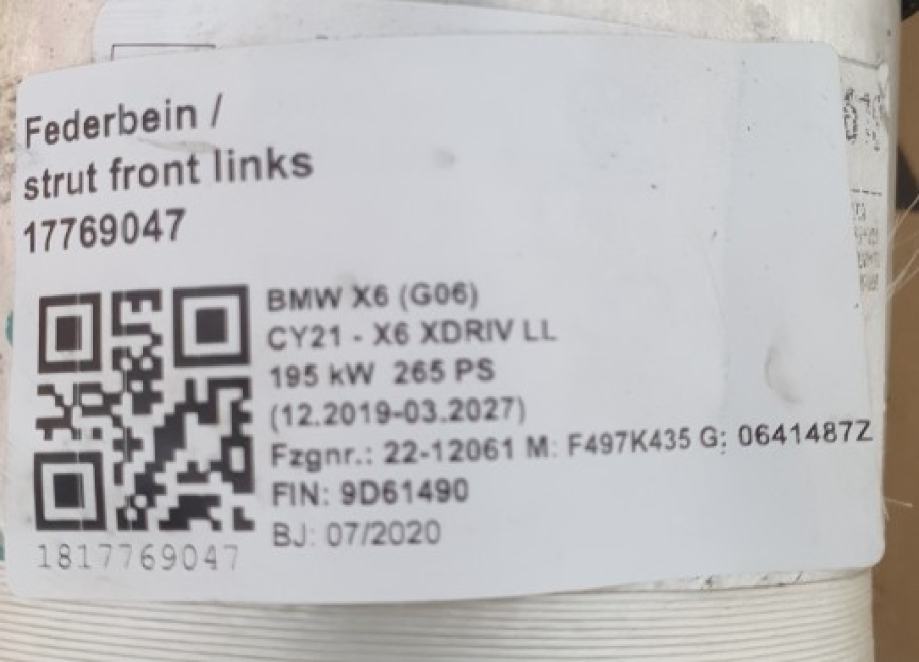 Federbein /
strut front links
17769047
BMW X6 (G06)
CY21 - X6 XDRIV LL
195 kW 265 PS
(12.2019-03.2027)
Fzgnr.: 22-12061 M: F497K435 G: 0641487Z
FIN: 9D61490
BJ: 07/2020
1817769047